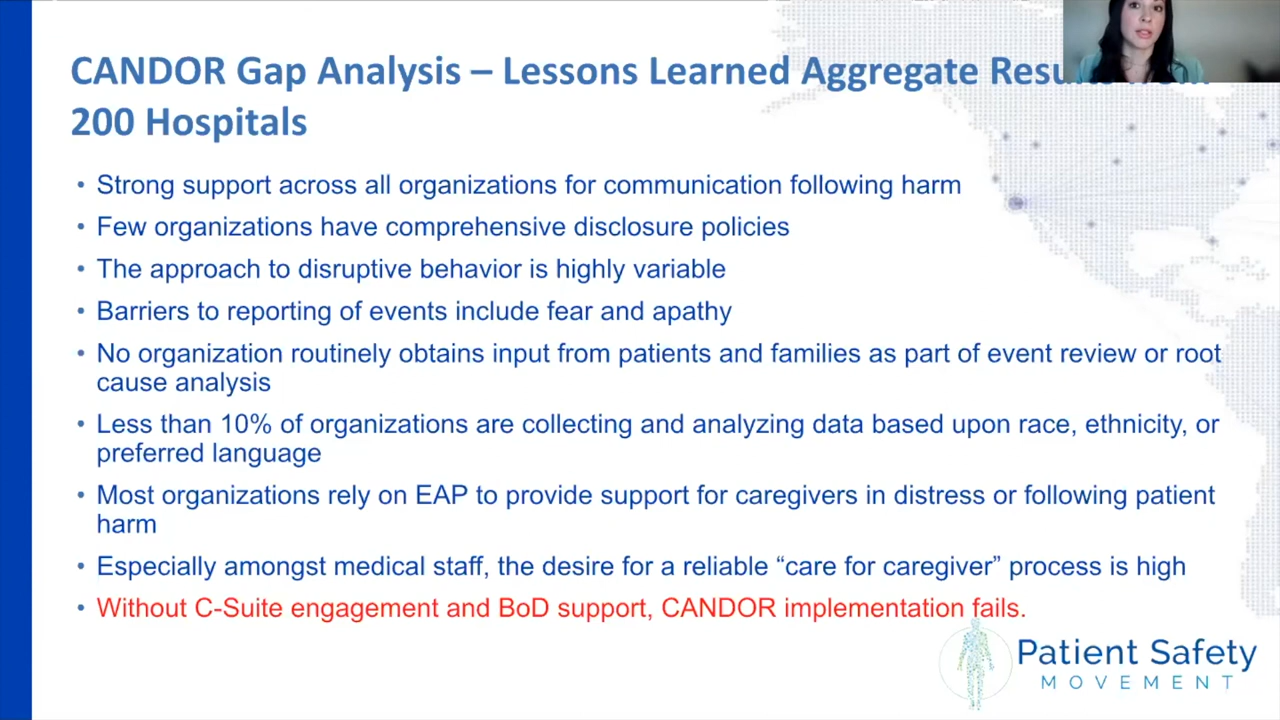 CANDOR Gap Analysis – Lessons Learned Aggregate
200 Hospitals
• Strong support across all organizations for communication following harm
• Few organizations have comprehensive disclosure policies
• The approach to disruptive behavior is highly variable
• Barriers to reporting of events include fear and apathy
• No organization routinely obtains input from patients and families as part of event review or root
cause analysis
• Less than 10% of organizations are collecting and analyzing data based upon race, ethnicity, or
preferred language
• Most organizations rely on EAP to provide support for caregivers in distress or following patient
harm
• Especially amongst medical staff, the desire for a reliable “care for caregiver” process is high
• Without C-Suite engagement and BoD support, CANDOR implementation fails.
Patient Safety
MOVEMENT